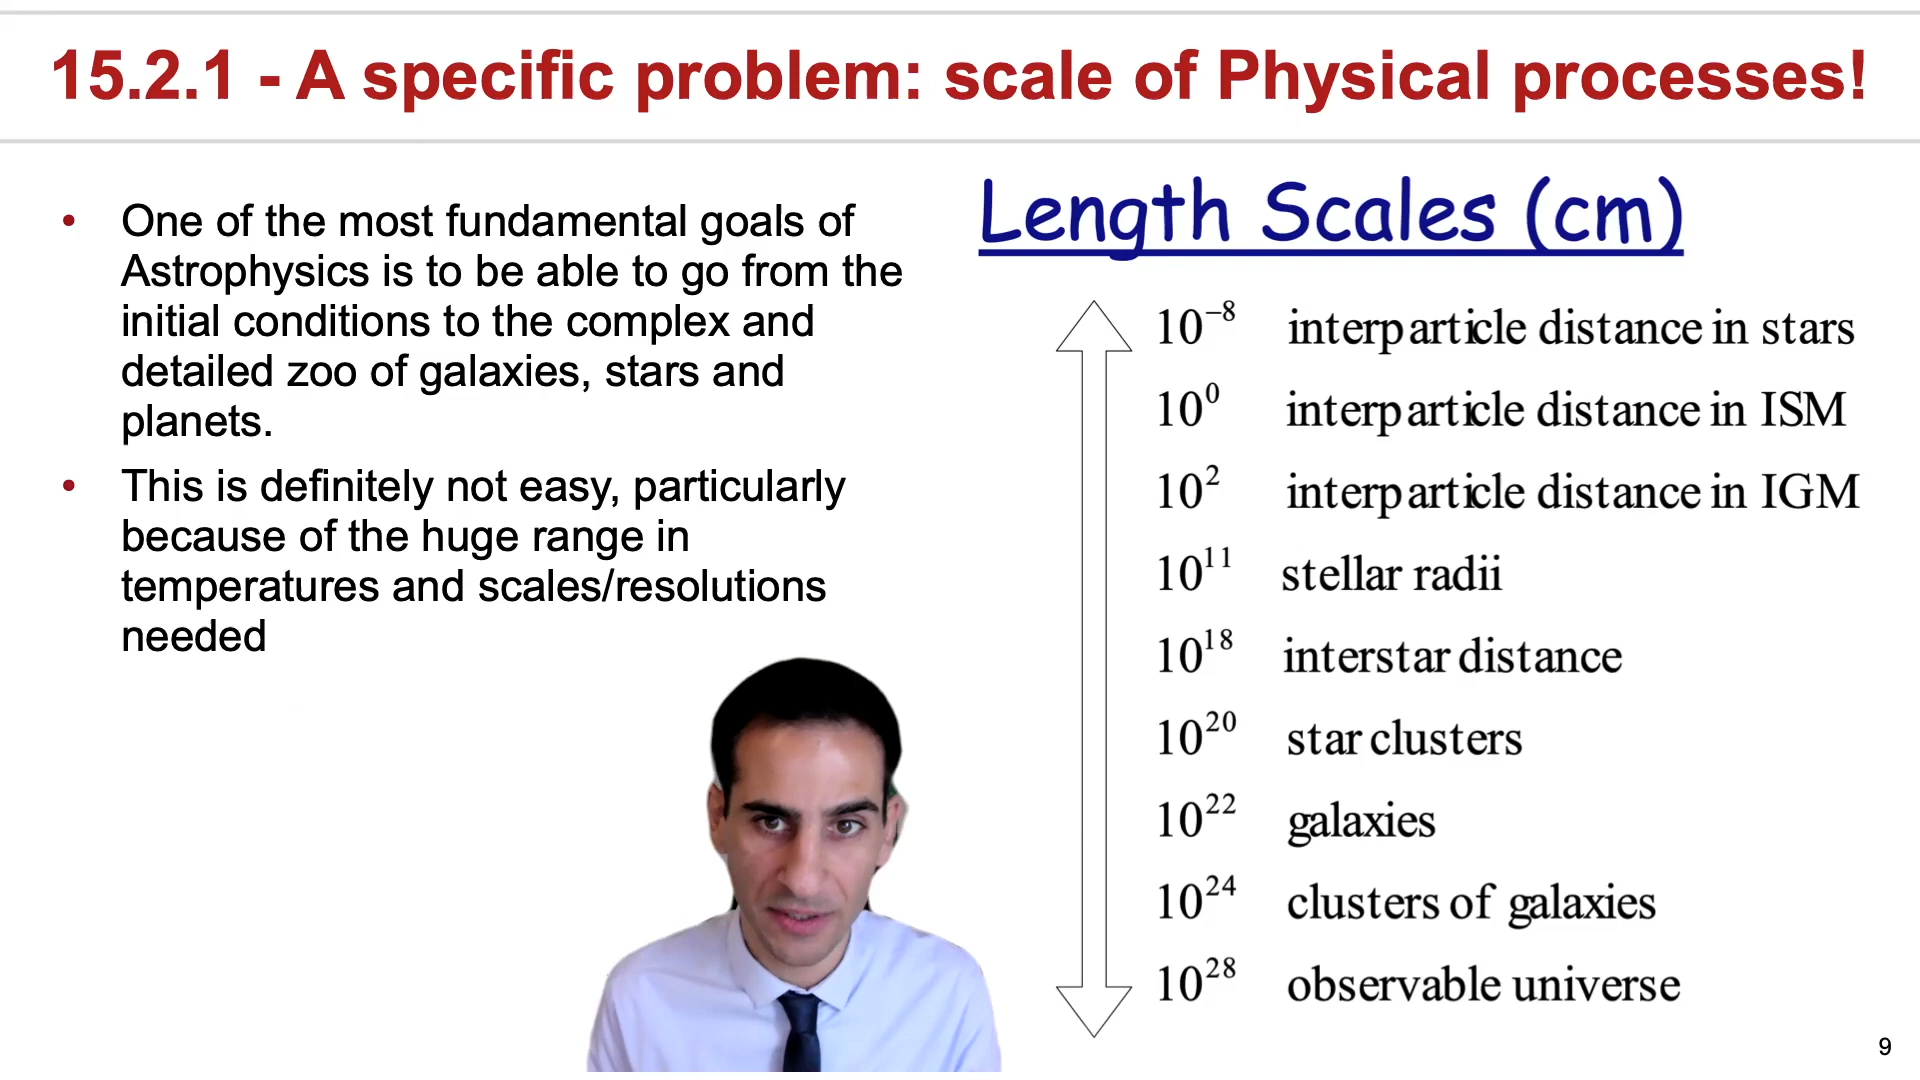 15.2.1 - A specific problem: scale of Physical processes!
• One of the most fundamental goals of
Astrophysics is to be able to go from the
initial conditions to the complex and
detailed zoo of galaxies, stars and
planets.
• This is definitely not easy, particularly
because of the huge range in
temperatures and scales/resolutions
needed
Length Scales (cm)
10⁻⁸ interparticle distance in stars
10⁰ interparticle distance in ISM
10² interparticle distance in IGM
10¹¹ stellar radii
10¹⁸ interstar distance
10²⁰ star clusters
10²² galaxies
10²⁴ clusters of galaxies
10²⁸ observable universe
9